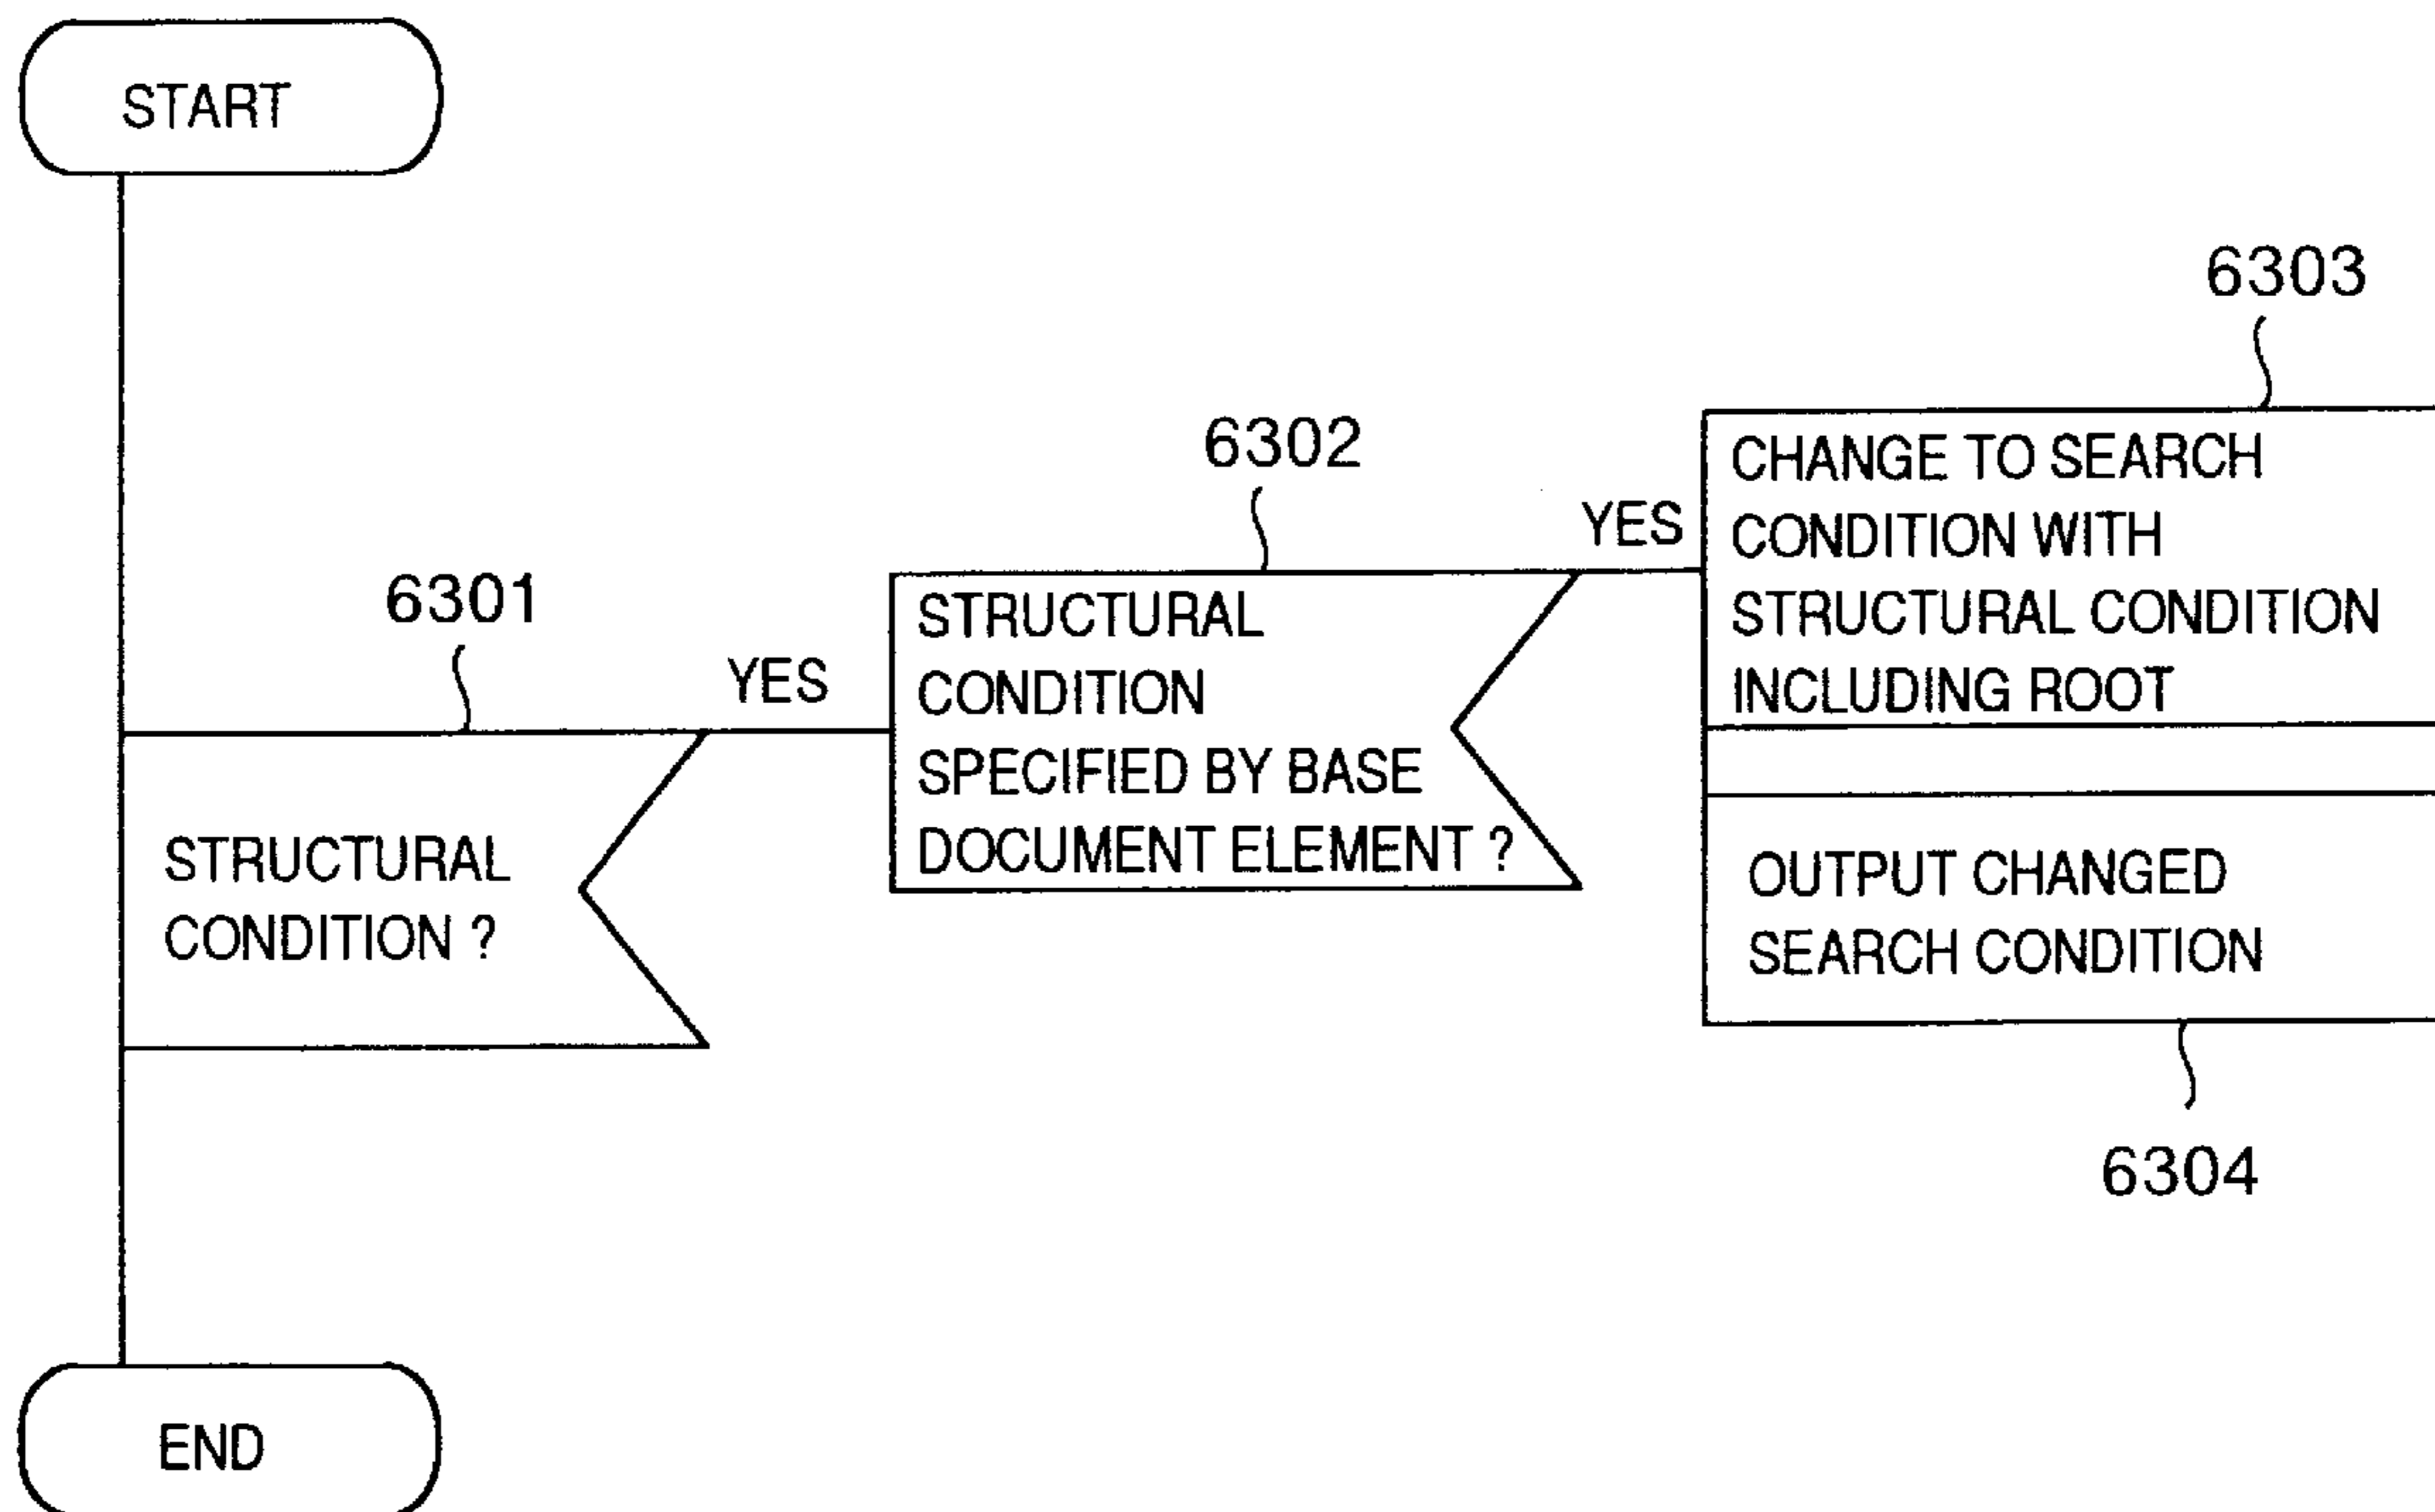 START
6301
STRUCTURAL
CONDITION ?
YES
6302
STRUCTURAL
CONDITION
SPECIFIED BY BASE
DOCUMENT ELEMENT ?
YES
6303
CHANGE TO SEARCH
CONDITION WITH
STRUCTURAL CONDITION
INCLUDING ROOT
OUTPUT CHANGED
SEARCH CONDITION
6304
END